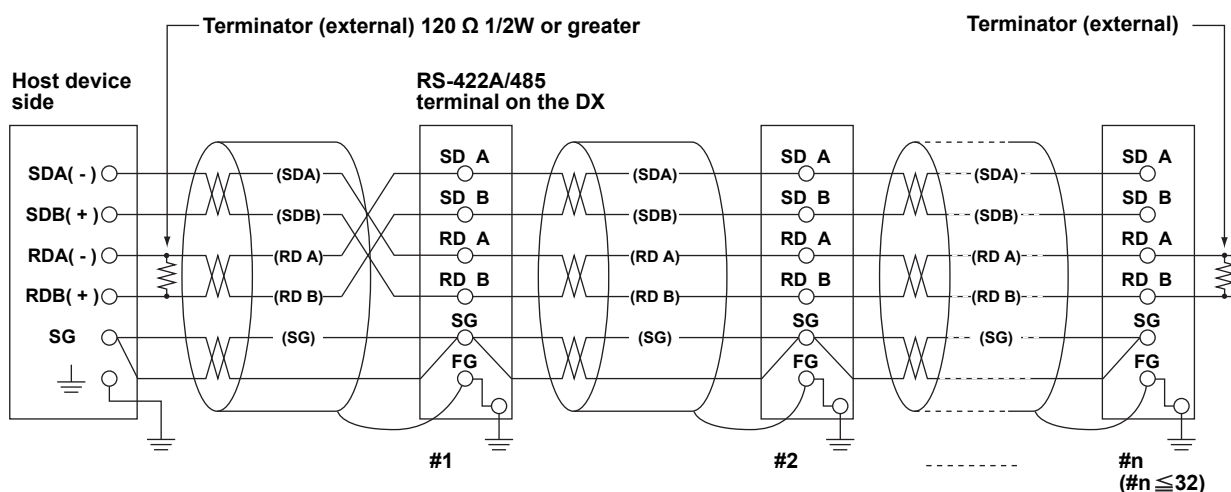 Terminator (external) 120 Ω 1/2W or greater
Terminator (external)
Host device
side
RS-422A/485
terminal on the DX
SDA( - )
(SDA)
SD A
(SDA)
SD A
(SDA)
SD A
SDB( + )
(SDB)
SD B
(SDB)
SD B
(SDB)
SD B
RDA( - )
(RD A)
RD A
(RD A)
RD A
(RD A)
RD A
RDB( + )
(RD B)
RD B
(RD B)
RD B
(RD B)
RD B
SG
(SG)
SG
(SG)
SG
(SG)
SG
FG
FG
FG
#1
#2
#n
(#n ≦32)